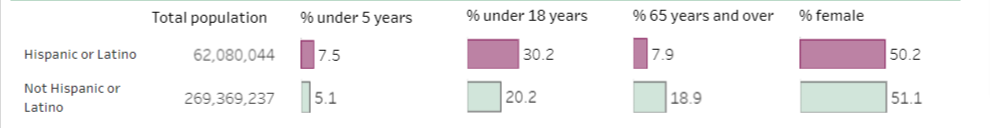 Total population % under 5 years % under 18 years % 65 years and over % female
Hispanic or Latino 62,080,044 7.5 30.2 7.9 50.2
Not Hispanic or
Latino 269,369,237 5.1 20.2 18.9 51.1